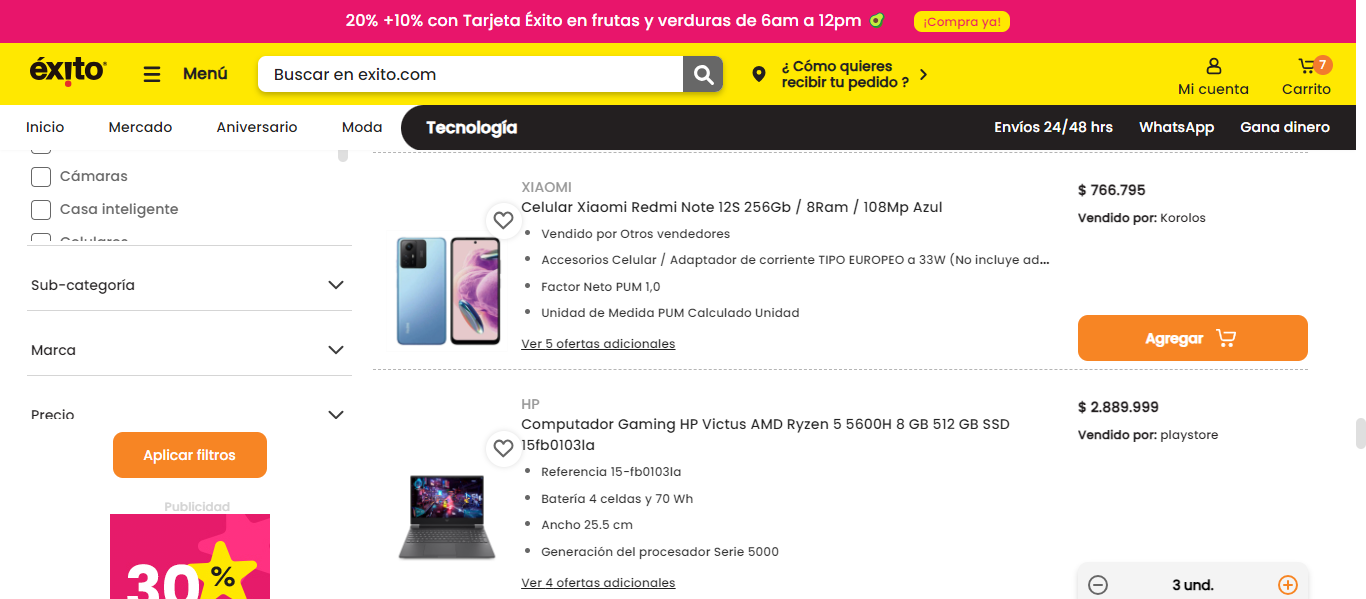 20% +10% con Tarjeta Éxito en frutas y verduras de 6am a 12pm
¡Compra ya!
éxito
Menú
Buscar en exito.com
¿ Cómo quieres
recibir tu pedido ?
Mi cuenta
7
Carrito
Inicio
Mercado
Aniversario
Moda
Tecnología
Envíos 24/48 hrs
WhatsApp
Gana dinero
Cámaras
Casa inteligente
Celulares
Sub-categoría
Marca
Precio
Aplicar filtros
Publicidad
30%
XIAOMI
Celular Xiaomi Redmi Note 12S 256Gb / 8Ram / 108Mp Azul
Vendido por Otros vendedores
Accesorios Celular / Adaptador de corriente TIPO EUROPEO a 33W (No incluye ad...
Factor Neto PUM 1,0
Unidad de Medida PUM Calculado Unidad
Ver 5 ofertas adicionales
$ 766.795
Vendido por: Korolos
Agregar
HP
Computador Gaming HP Victus AMD Ryzen 5 5600H 8 GB 512 GB SSD
15fb0103la
Referencia 15-fb0103la
Batería 4 celdas y 70 Wh
Ancho 25.5 cm
Generación del procesador Serie 5000
Ver 4 ofertas adicionales
$ 2.889.999
Vendido por: playstore
3 und.